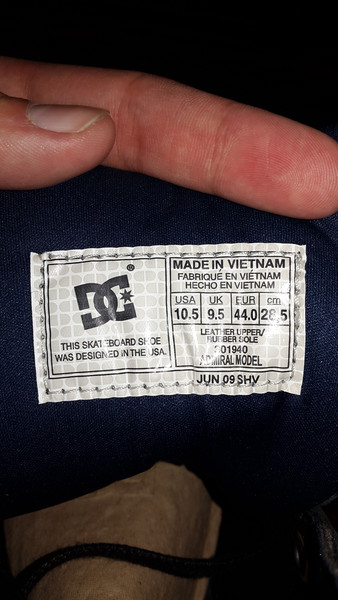 DC®
THIS SKATEBOARD SHOE
WAS DESIGNED IN THE USA.
MADE IN VIETNAM
FABRIQUÉ EN VIÉTNAM
HECHO EN VIETNAM
USA UK EUR cm
10.5 9.5 44.0 28.5
LEATHER UPPER/
RUBBER SOLE
301940
ADMIRAL MODEL
JUN 09 SHV